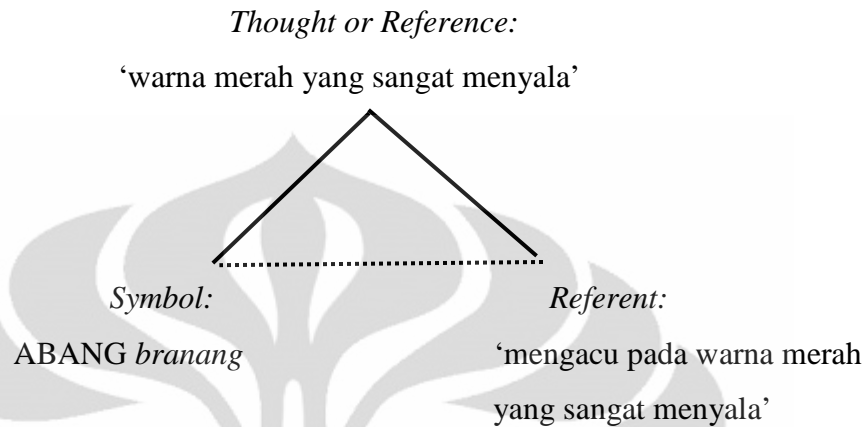 Thought or Reference:
‘warna merah yang sangat menyala’
Symbol:
ABANG branang
Referent:
‘mengacu pada warna merah
yang sangat menyala’